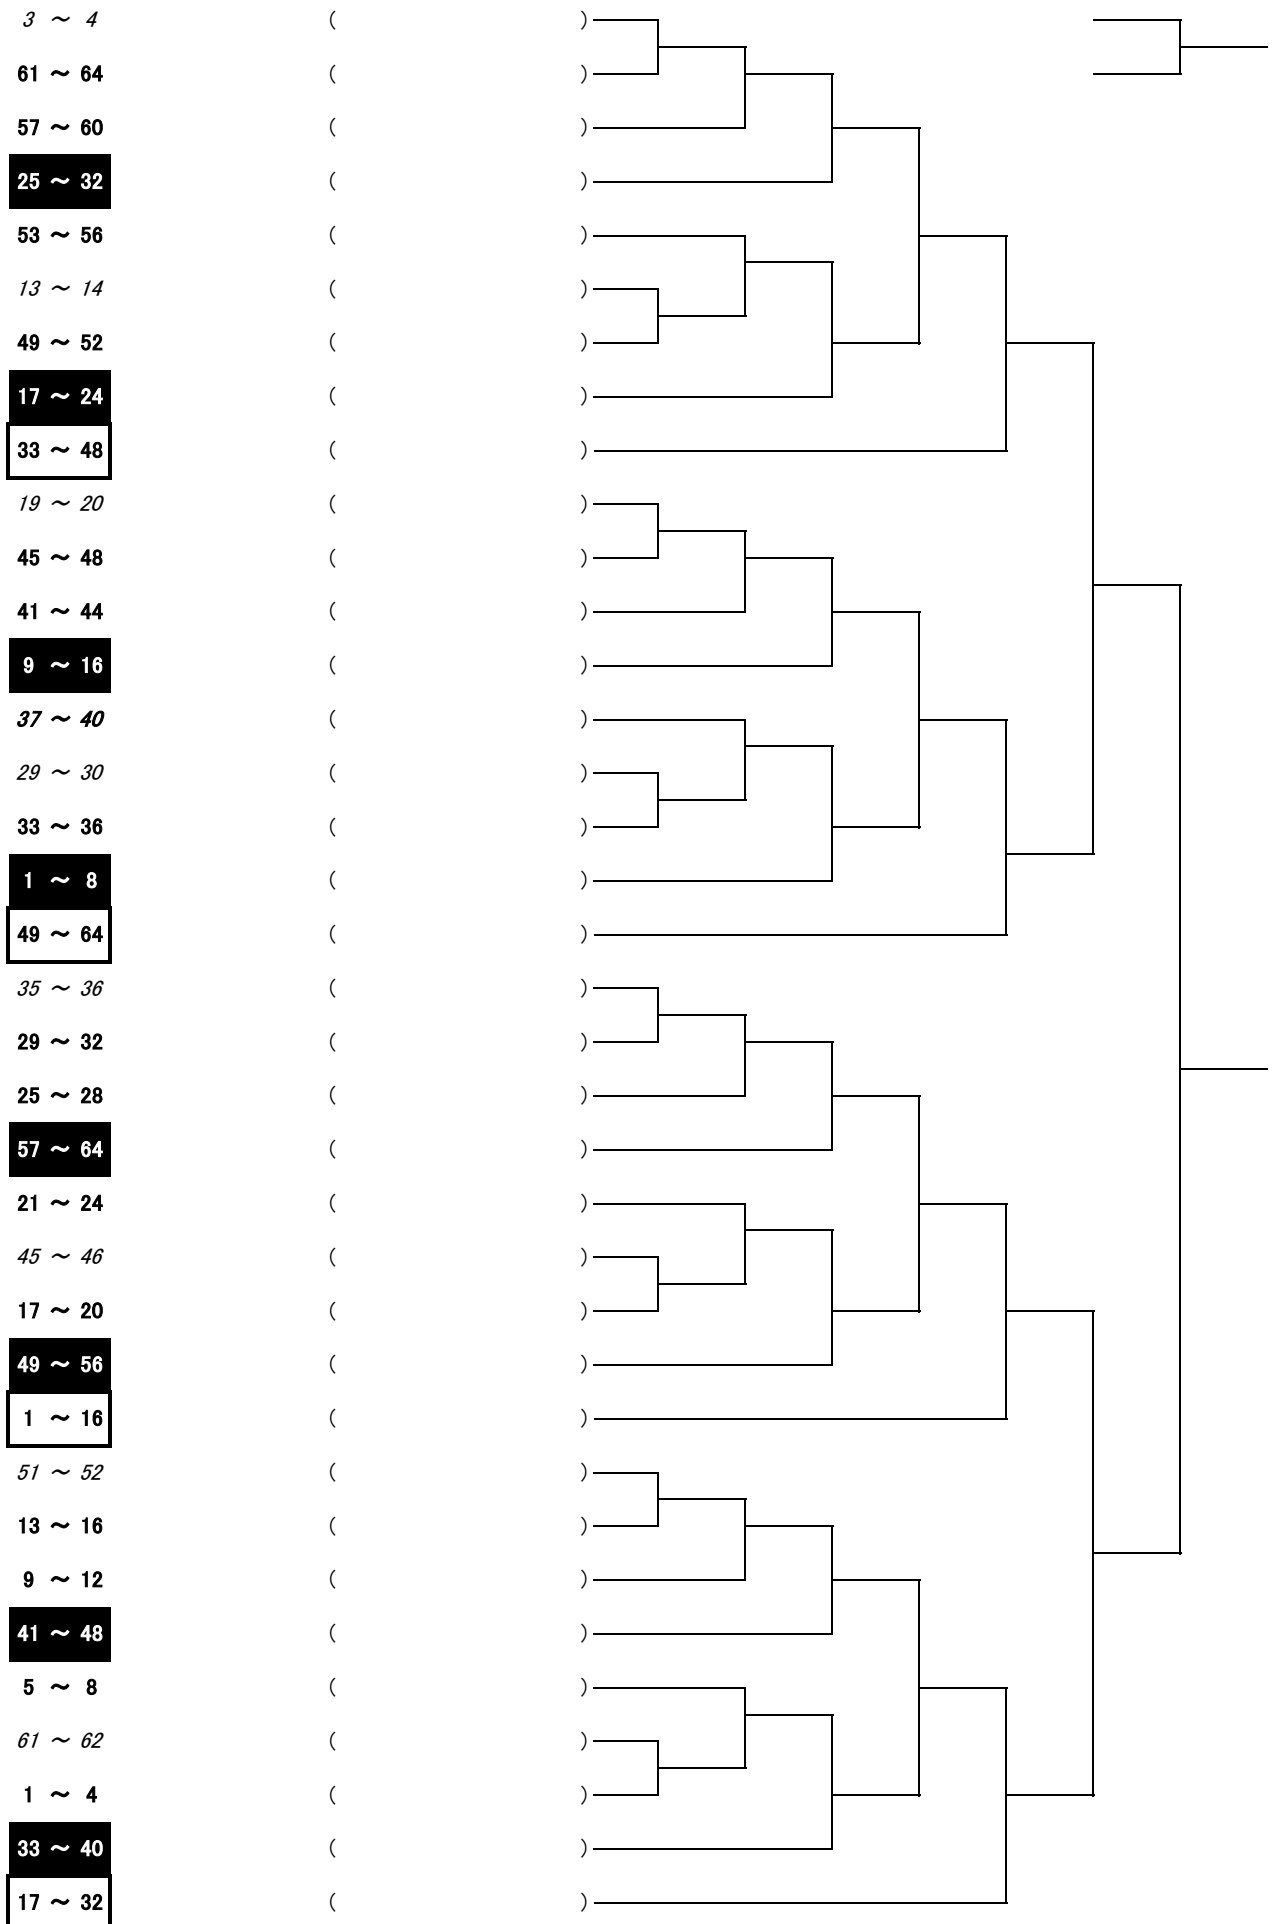 3 ～ 4 ( )
61 ～ 64 ( )
57 ～ 60 ( )
25 ～ 32 ( )
53 ～ 56 ( )
13 ～ 14 ( )
49 ～ 52 ( )
17 ～ 24 ( )
33 ～ 48 ( )
19 ～ 20 ( )
45 ～ 48 ( )
41 ～ 44 ( )
9 ～ 16 ( )
37 ～ 40 ( )
29 ～ 30 ( )
33 ～ 36 ( )
1 ～ 8 ( )
49 ～ 64 ( )
35 ～ 36 ( )
29 ～ 32 ( )
25 ～ 28 ( )
57 ～ 64 ( )
21 ～ 24 ( )
45 ～ 46 ( )
17 ～ 20 ( )
49 ～ 56 ( )
1 ～ 16 ( )
51 ～ 52 ( )
13 ～ 16 ( )
9 ～ 12 ( )
41 ～ 48 ( )
5 ～ 8 ( )
61 ～ 62 ( )
1 ～ 4 ( )
33 ～ 40 ( )
17 ～ 32 ( )